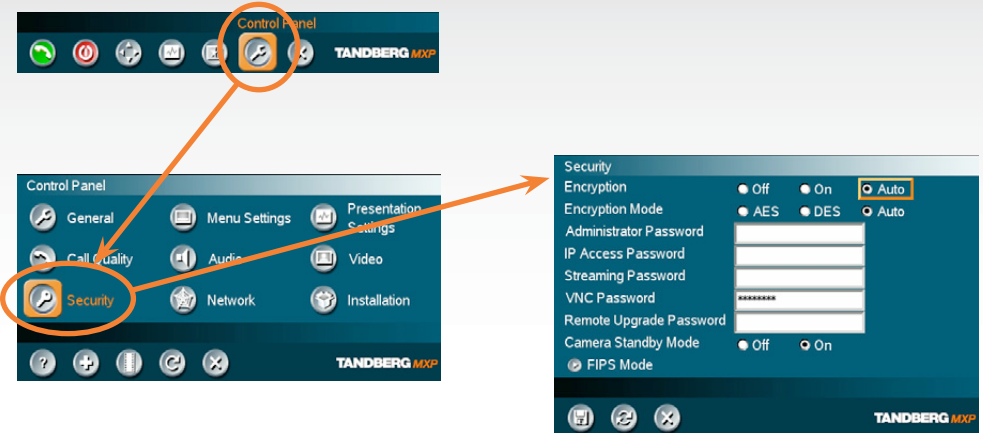 Control Panel
TANDBERG MXP
Control Panel
General
Menu Settings
Presentation Settings
Call Quality
Audio
Video
Security
Network
Installation
?
TANDBERG MXP
Security
Encryption Off On Auto
Encryption Mode AES DES Auto
Administrator Password
IP Access Password
Streaming Password
VNC Password ********
Remote Upgrade Password
Camera Standby Mode Off On
FIPS Mode
TANDBERG MXP